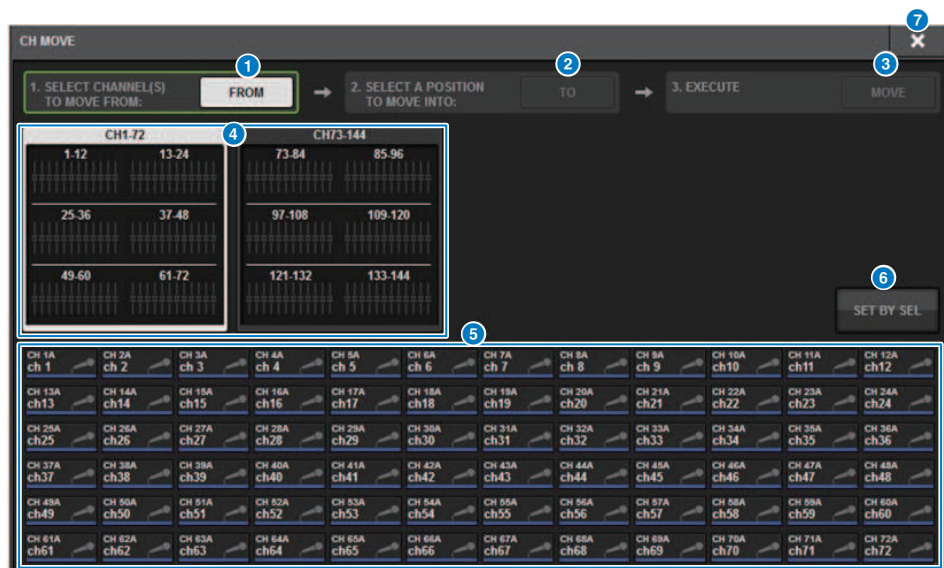 7
CH MOVE ×
1 2 3
1. SELECT CHANNEL(S) TO MOVE FROM: FROM → 2. SELECT A POSITION TO MOVE INTO: TO → 3. EXECUTE MOVE
CH1-72 4 CH73-144
1-12 13-24 73-84 85-96
25-36 37-48 97-108 109-120
49-60 61-72 121-132 133-144
6
SET BY SEL
5
CH 1A CH 2A CH 3A CH 4A CH 5A CH 6A CH 7A CH 8A CH 9A CH 10A CH 11A CH 12A
ch 1 ch 2 ch 3 ch 4 ch 5 ch 6 ch 7 ch 8 ch 9 ch10 ch11 ch12
CH 13A CH 14A CH 15A CH 16A CH 17A CH 18A CH 19A CH 20A CH 21A CH 22A CH 23A CH 24A
ch13 ch14 ch15 ch16 ch17 ch18 ch19 ch20 ch21 ch22 ch23 ch24
CH 25A CH 26A CH 27A CH 28A CH 29A CH 30A CH 31A CH 32A CH 33A CH 34A CH 35A CH 36A
ch25 ch26 ch27 ch28 ch29 ch30 ch31 ch32 ch33 ch34 ch35 ch36
CH 37A CH 38A CH 39A CH 40A CH 41A CH 42A CH 43A CH 44A CH 45A CH 46A CH 47A CH 48A
ch37 ch38 ch39 ch40 ch41 ch42 ch43 ch44 ch45 ch46 ch47 ch48
CH 49A CH 50A CH 51A CH 52A CH 53A CH 54A CH 55A CH 56A CH 57A CH 58A CH 59A CH 60A
ch49 ch50 ch51 ch52 ch53 ch54 ch55 ch56 ch57 ch58 ch59 ch60
CH 61A CH 62A CH 63A CH 64A CH 65A CH 66A CH 67A CH 68A CH 69A CH 70A CH 71A CH 72A
ch61 ch62 ch63 ch64 ch65 ch66 ch67 ch68 ch69 ch70 ch71 ch72